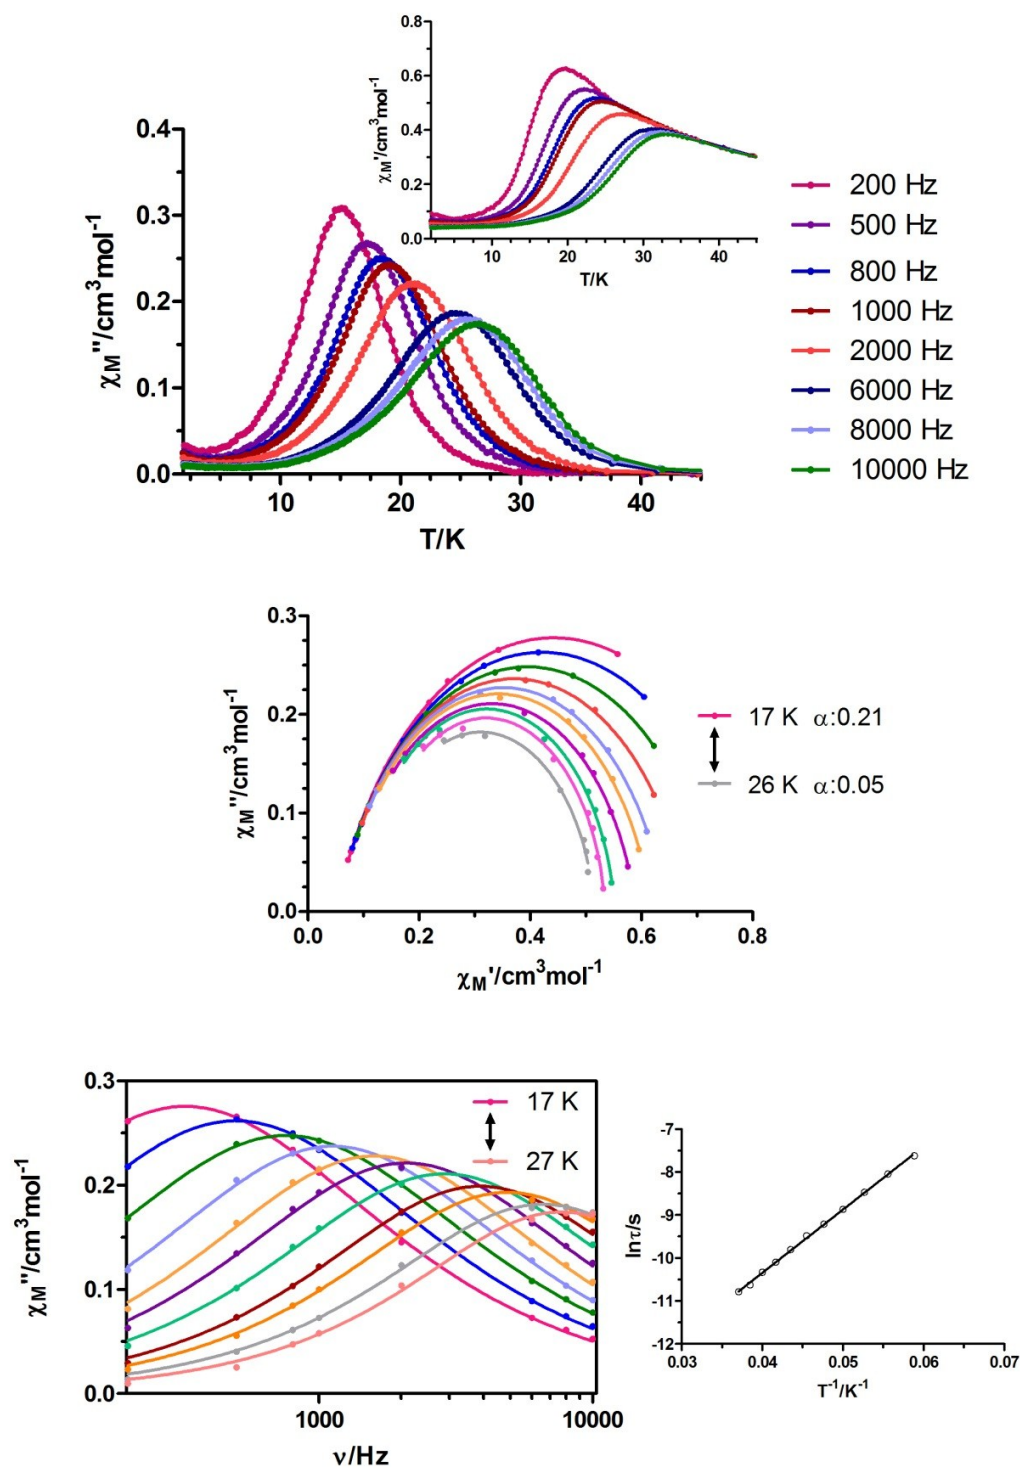 0.8
0.6
0.4
0.2
0.0
χM'/cm3mol-1
10 20 30 40
T/K
0.4
0.3
0.2
0.1
0.0
χM''/cm3mol-1
10 20 30 40
T/K
200 Hz
500 Hz
800 Hz
1000 Hz
2000 Hz
6000 Hz
8000 Hz
10000 Hz
0.3
0.2
0.1
0.0
χM''/cm3mol-1
0.0 0.2 0.4 0.6 0.8
χM'/cm3mol-1
17 K α:0.21
26 K α:0.05
0.3
0.2
0.1
0.0
χM''/cm3mol-1
1000 10000
ν/Hz
17 K
27 K
-7
-8
-9
-10
-11
-12
lnτ/s
0.03 0.04 0.05 0.06 0.07
T-1/K-1